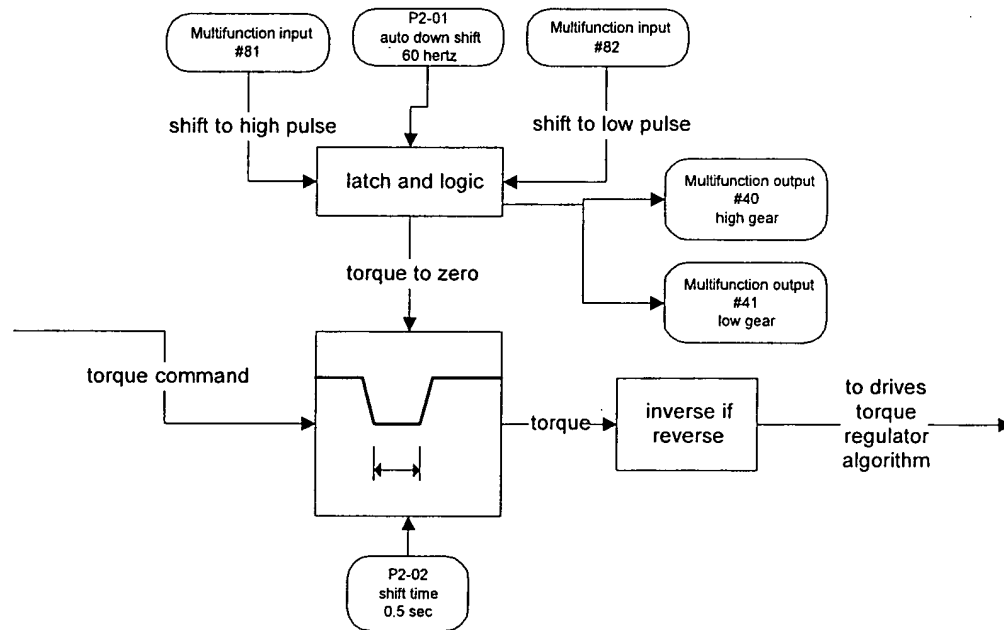 Multifunction input
#81
P2-01
auto down shift
60 hertz
Multifunction input
#82
shift to high pulse
shift to low pulse
latch and logic
Multifunction output
#40
high gear
torque to zero
Multifunction output
#41
low gear
torque command
torque
inverse if
reverse
to drives
torque
regulator
algorithm
P2-02
shift time
0.5 sec